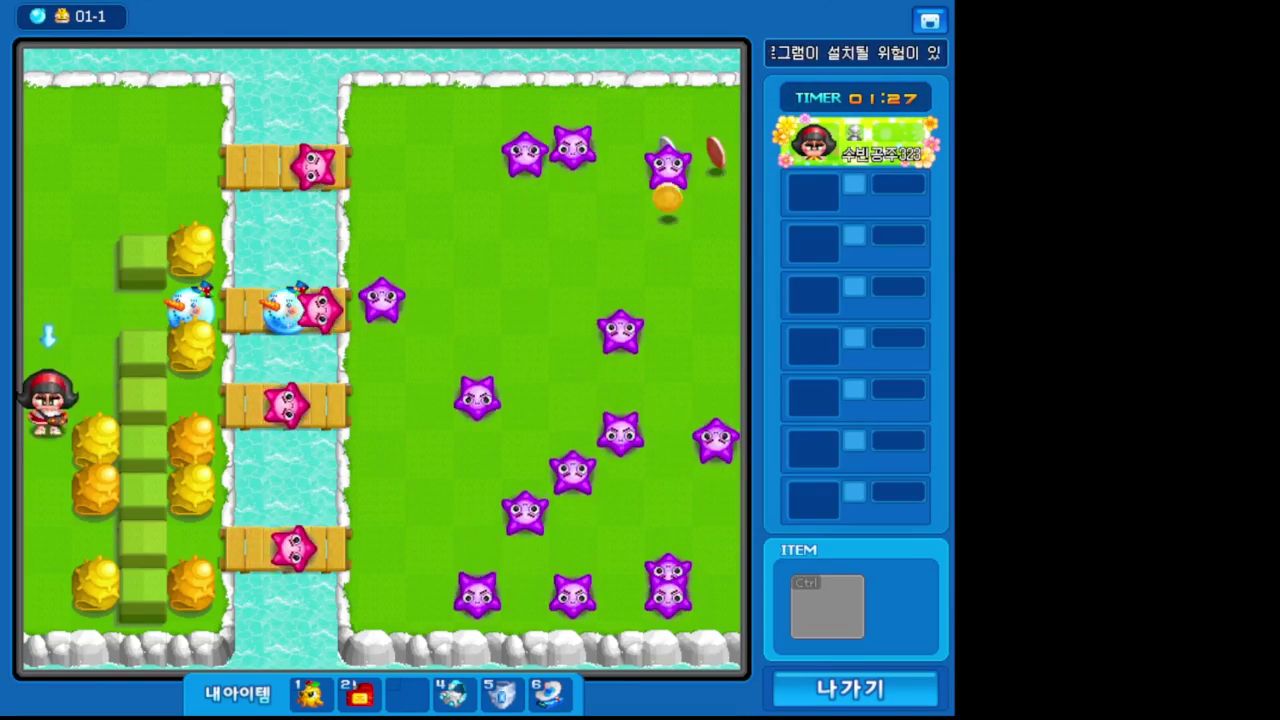 01-1
그램이 설치될 위험이 있
TIMER 01:27
수빈공주023
ITEM
Ctrl
내아이템
1
2
4
5
6
나가기